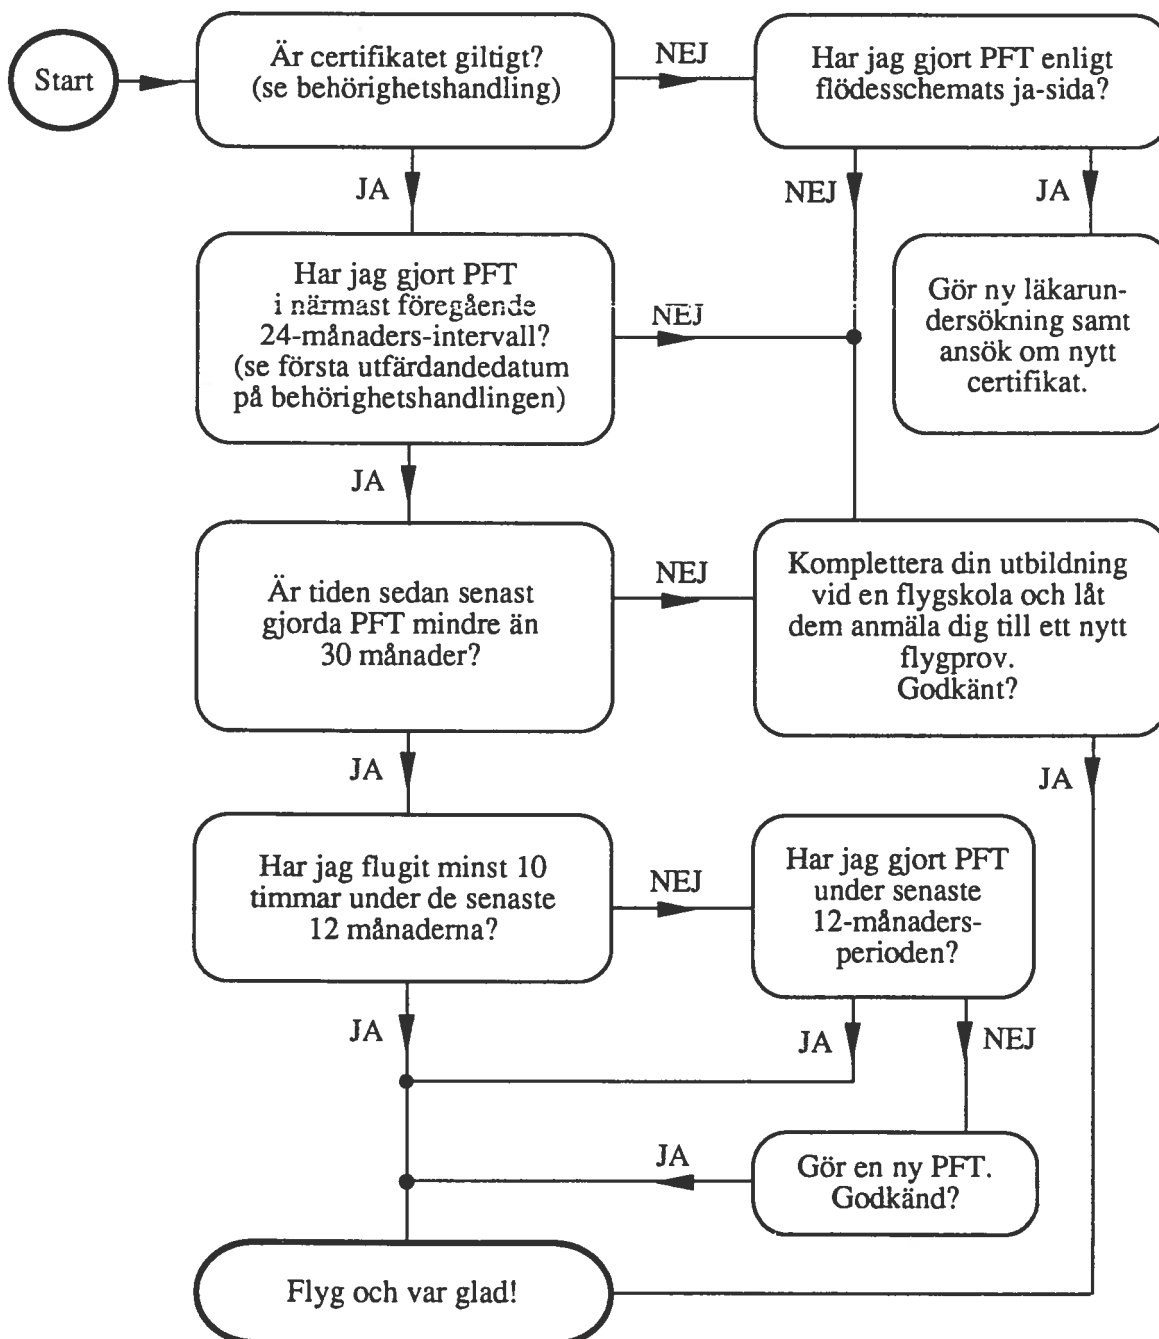 Start
Är certifikatet giltigt?
(se behörighetshandling)
NEJ
Har jag gjort PFT enligt
flödesschemats ja-sida?
JA
NEJ
JA
Har jag gjort PFT
i närmast föregående
24-månaders-intervall?
(se första utfärdandedatum
på behörighetshandlingen)
NEJ
Gör ny läkarun-
dersökning samt
ansök om nytt
certifikat.
JA
Är tiden sedan senast
gjorda PFT mindre än
30 månader?
NEJ
Komplettera din utbildning
vid en flygskola och låt
dem anmäla dig till ett nytt
flygprov.
Godkänt?
JA
JA
Har jag flugit minst 10
timmar under de senaste
12 månaderna?
NEJ
Har jag gjort PFT
under senaste
12-månaders-
perioden?
JA
JA
NEJ
JA
Gör en ny PFT.
Godkänd?
Flyg och var glad!